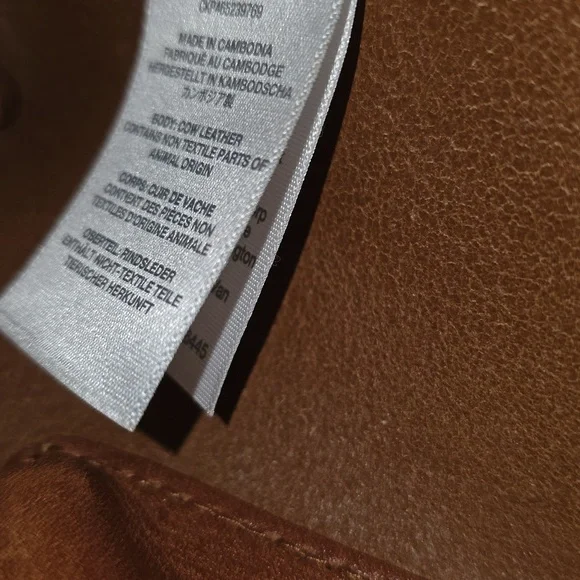 CKPA65239769
MADE IN CAMBODIA
FABRIQUÉ AU CAMBODGE
HERGESTELLT IN KAMBODSCHA
カンボジア製
BODY: COW LEATHER
CONTAINS NON TEXTILE PARTS OF
ANIMAL ORIGIN
CORPS: CUIR DE VACHE
CONTIENT DES PIÈCES NON
TEXTILES D'ORIGINE ANIMALE
OBERTEIL: RINDSLEDER
ENTHÄLT NICHT-TEXTILE TEILE
TIERISCHER HERKUNFT